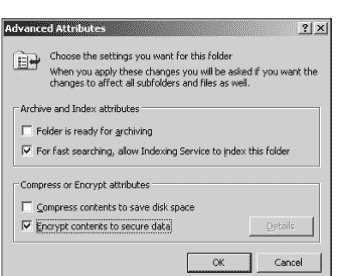 Advanced Attributes
Choose the settings you want for this folder
When you apply these changes you will be asked if you want the
changes to affect all subfolders and files as well.
Archive and Index attributes
Folder is ready for archiving
For fast searching, allow Indexing Service to index this folder
Compress or Encrypt attributes
Compress contents to save disk space
Encrypt contents to secure data
Details
OK
Cancel